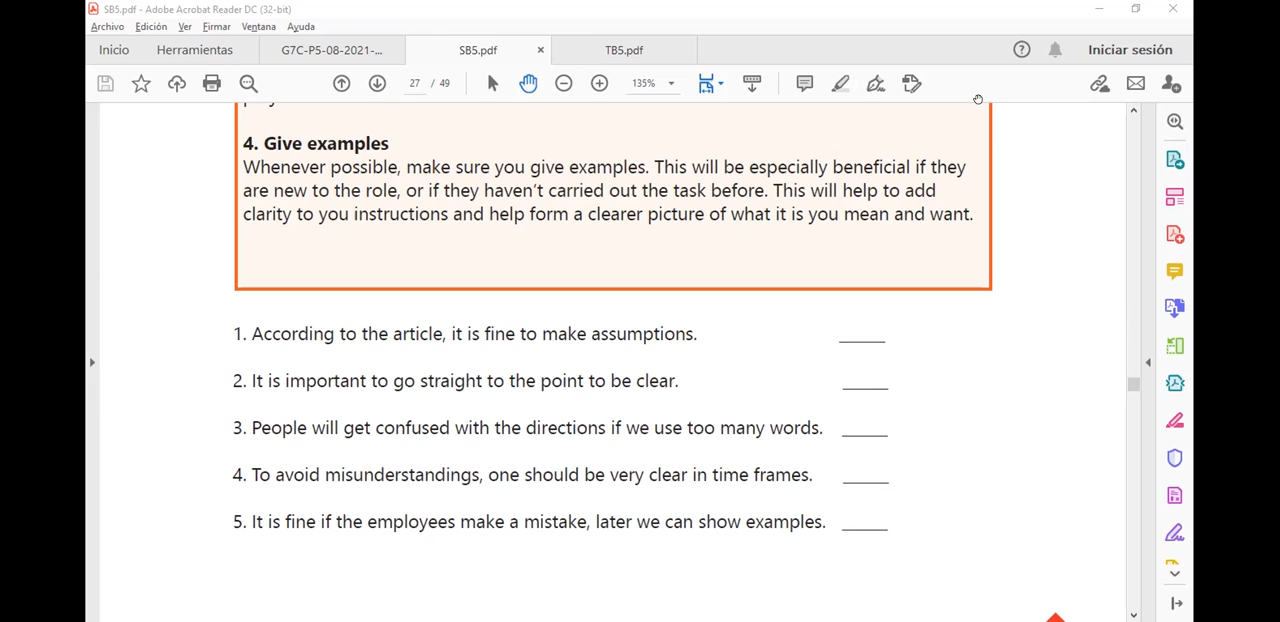 SB5.pdf - Adobe Acrobat Reader DC (32-bit)
Archivo Edición Ver Firmar Ventana Ayuda
Inicio Herramientas G7C-P5-08-2021-... SB5.pdf × TB5.pdf Iniciar sesión
27 / 49 135%
4. Give examples
Whenever possible, make sure you give examples. This will be especially beneficial if they
are new to the role, or if they haven't carried out the task before. This will help to add
clarity to you instructions and help form a clearer picture of what it is you mean and want.
1. According to the article, it is fine to make assumptions. _____
2. It is important to go straight to the point to be clear. _____
3. People will get confused with the directions if we use too many words. _____
4. To avoid misunderstandings, one should be very clear in time frames. _____
5. It is fine if the employees make a mistake, later we can show examples. _____